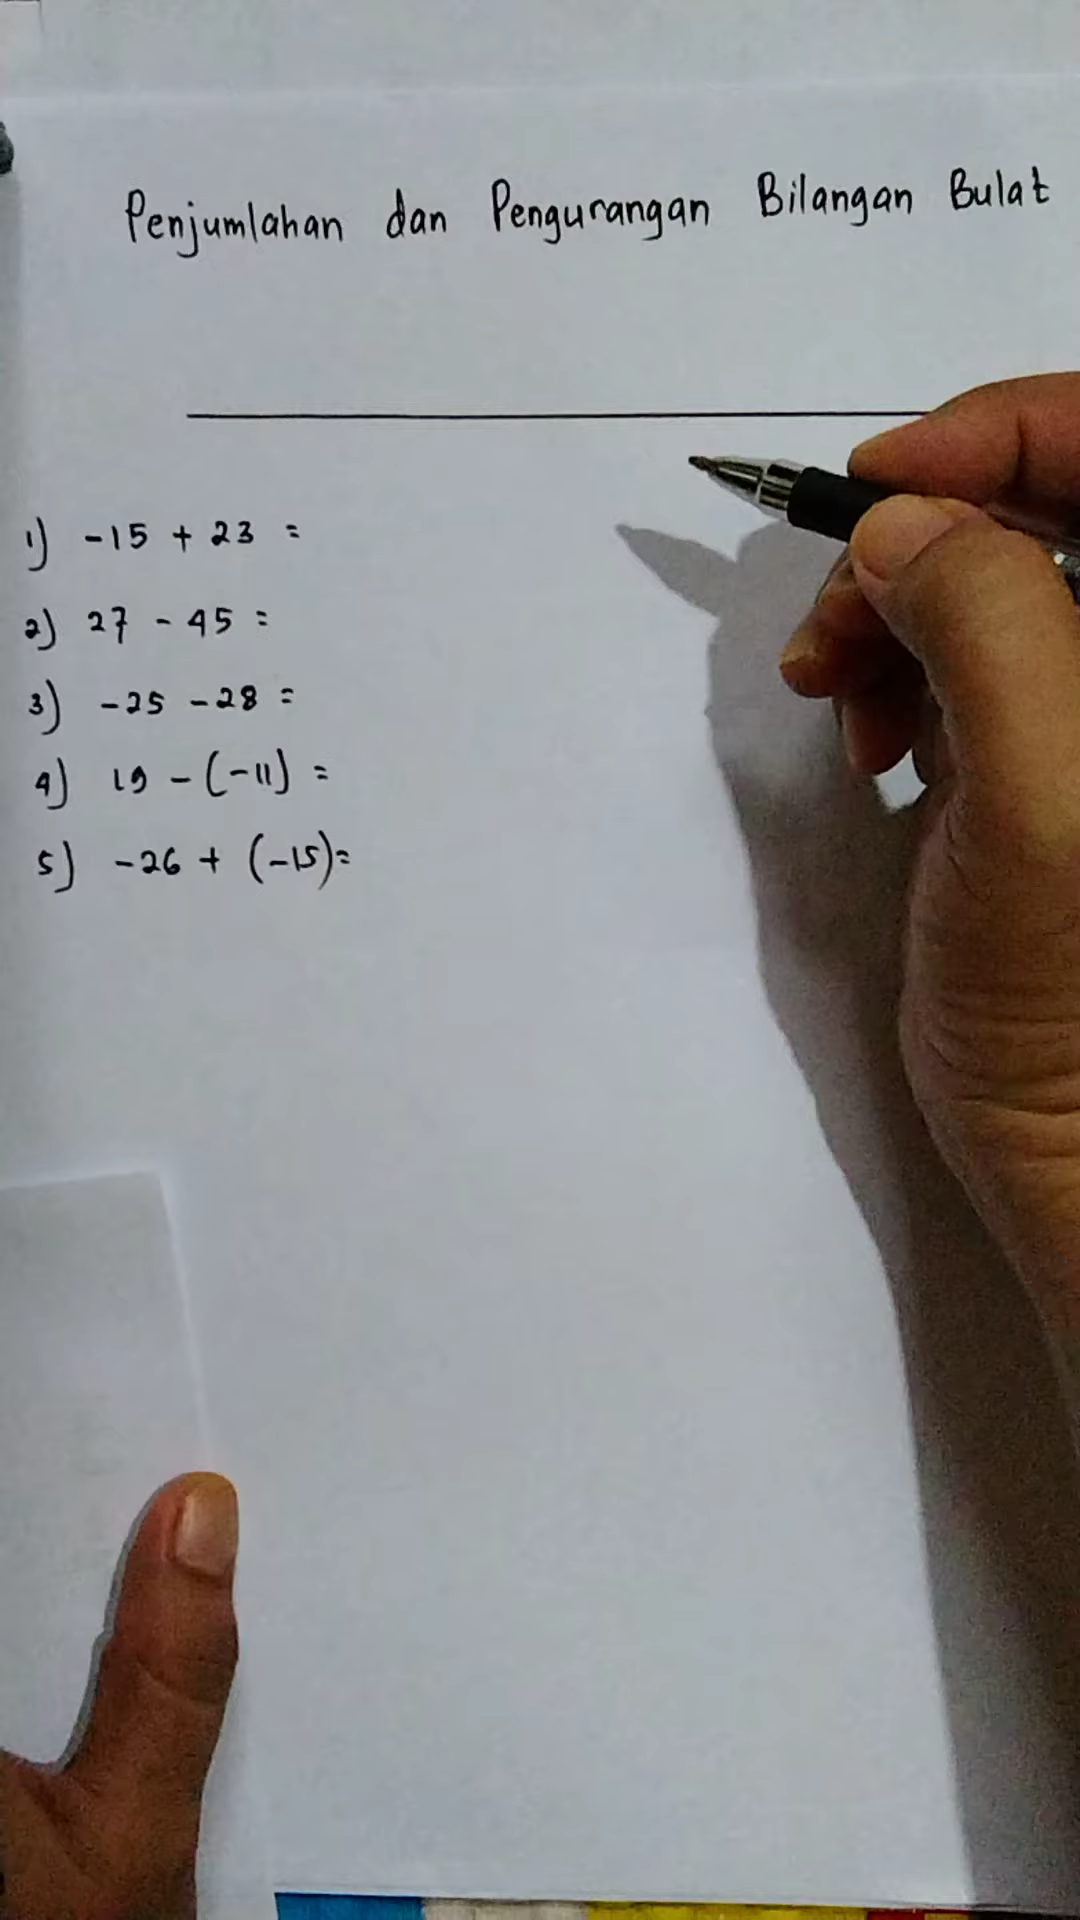 Penjumlahan dan Pengurangan Bilangan Bulat
1) -15 + 23 =
2) 27 - 45 =
3) -25 - 28 =
4) 19 - (-11) =
5) -26 + (-15) =